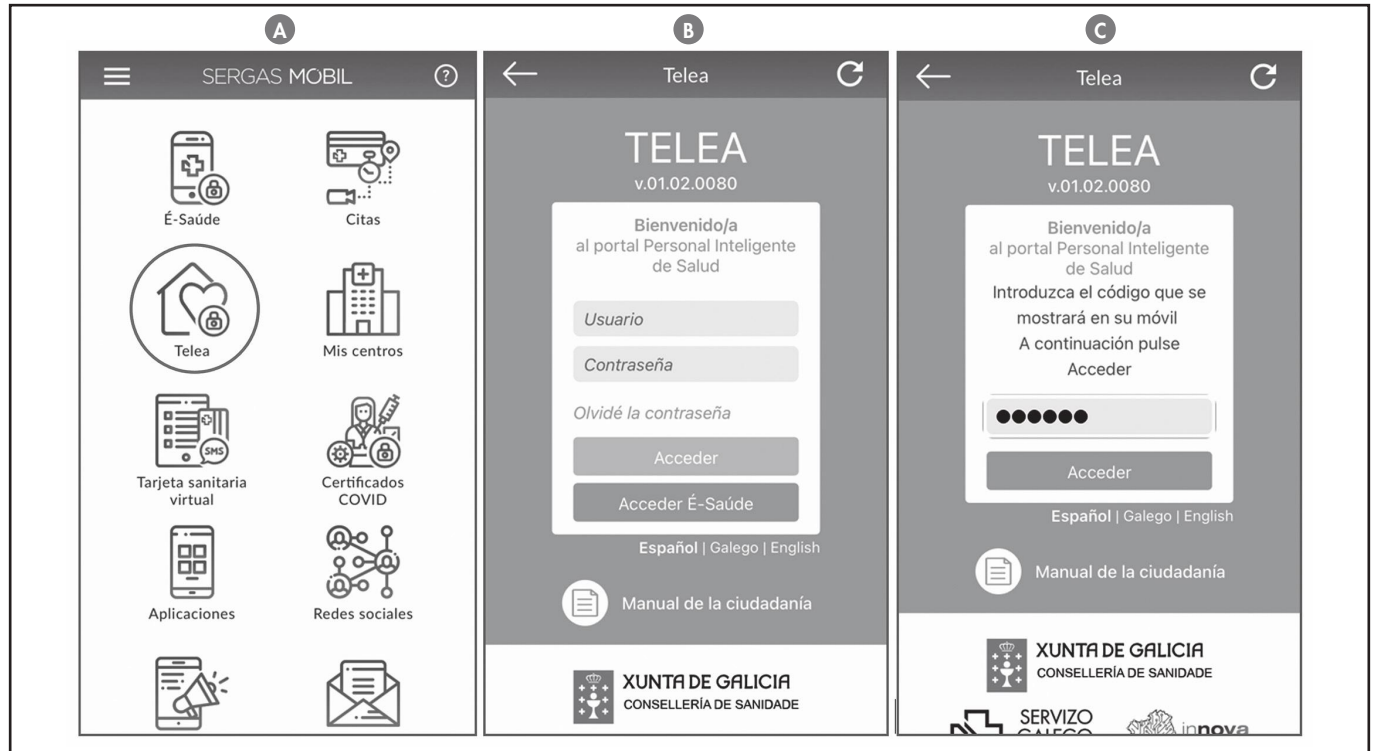 A
SERGAS MÓBIL
?
É-Saúde
Citas
Telea
Mis centros
SMS
Tarjeta sanitaria
virtual
Certificados
COVID
Aplicaciones
Redes sociales
B
Telea
TELEA
v.01.02.0080
Bienvenido/a
al portal Personal Inteligente
de Salud
Usuario
Contraseña
Olvidé la contraseña
Acceder
Acceder É-Saúde
Español | Galego | English
Manual de la ciudadanía
XUNTA DE GALICIA
CONSELLERÍA DE SANIDADE
C
Telea
TELEA
v.01.02.0080
Bienvenido/a
al portal Personal Inteligente
de Salud
Introduzca el código que se
mostrará en su móvil
A continuación pulse
Acceder
●●●●●●
Acceder
Español | Galego | English
Manual de la ciudadanía
XUNTA DE GALICIA
CONSELLERÍA DE SANIDADE
SERVIZO
GALEGO
innova